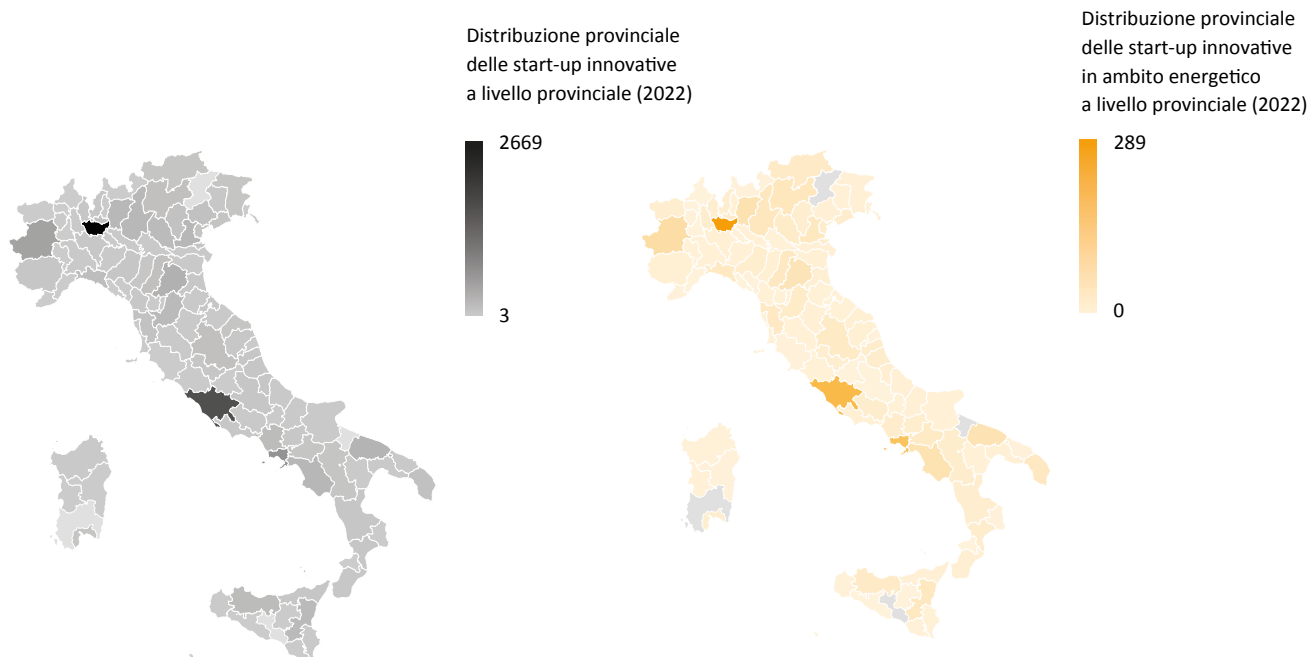 Distribuzione provinciale
delle start-up innovative
a livello provinciale (2022)
2669
3
Distribuzione provinciale
delle start-up innovative
in ambito energetico
a livello provinciale (2022)
289
0